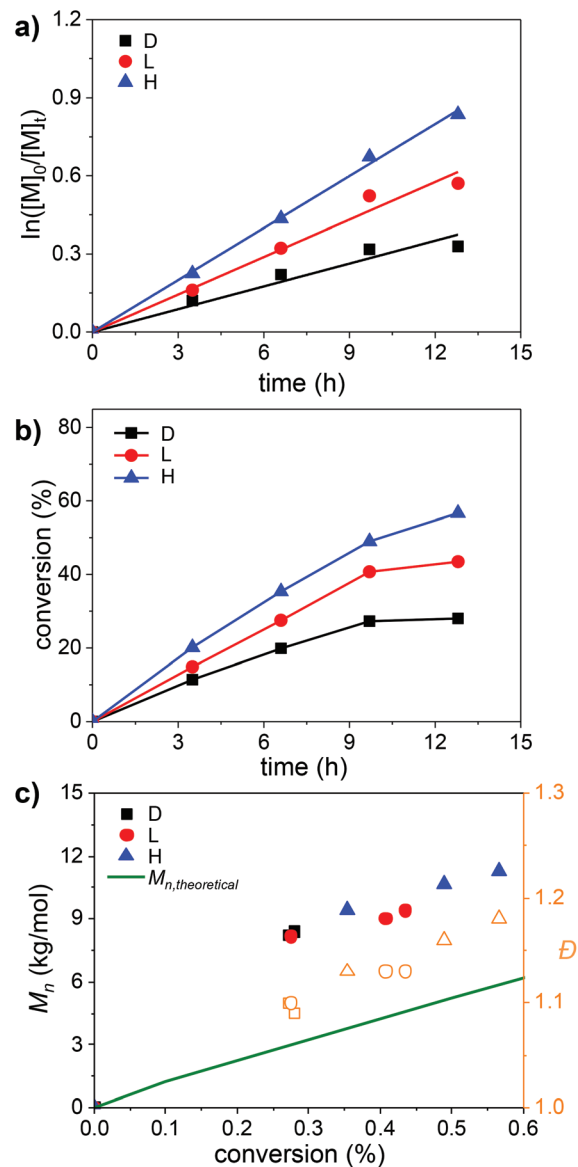 a)
1.2
0.9
0.6
0.3
0.0
ln([M]0/[M]t)
D
L
H
0
3
6
9
12
15
time (h)
b)
80
60
40
20
0
conversion (%)
D
L
H
0
3
6
9
12
15
time (h)
c)
15
12
9
6
3
0
Mn (kg/mol)
D
L
H
Mn,theoretical
1.3
1.2
1.1
1.0
Đ
0.0
0.1
0.2
0.3
0.4
0.5
0.6
conversion (%)